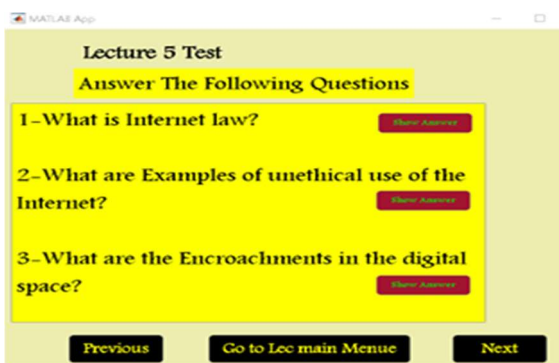 MATLAB App
Lecture 5 Test
Answer The Following Questions
1-What is Internet law?
Show Answer
2-What are Examples of unethical use of the
Internet?
Show Answer
3-What are the Encroachments in the digital
space?
Show Answer
Previous
Go to Lec main Menue
Next